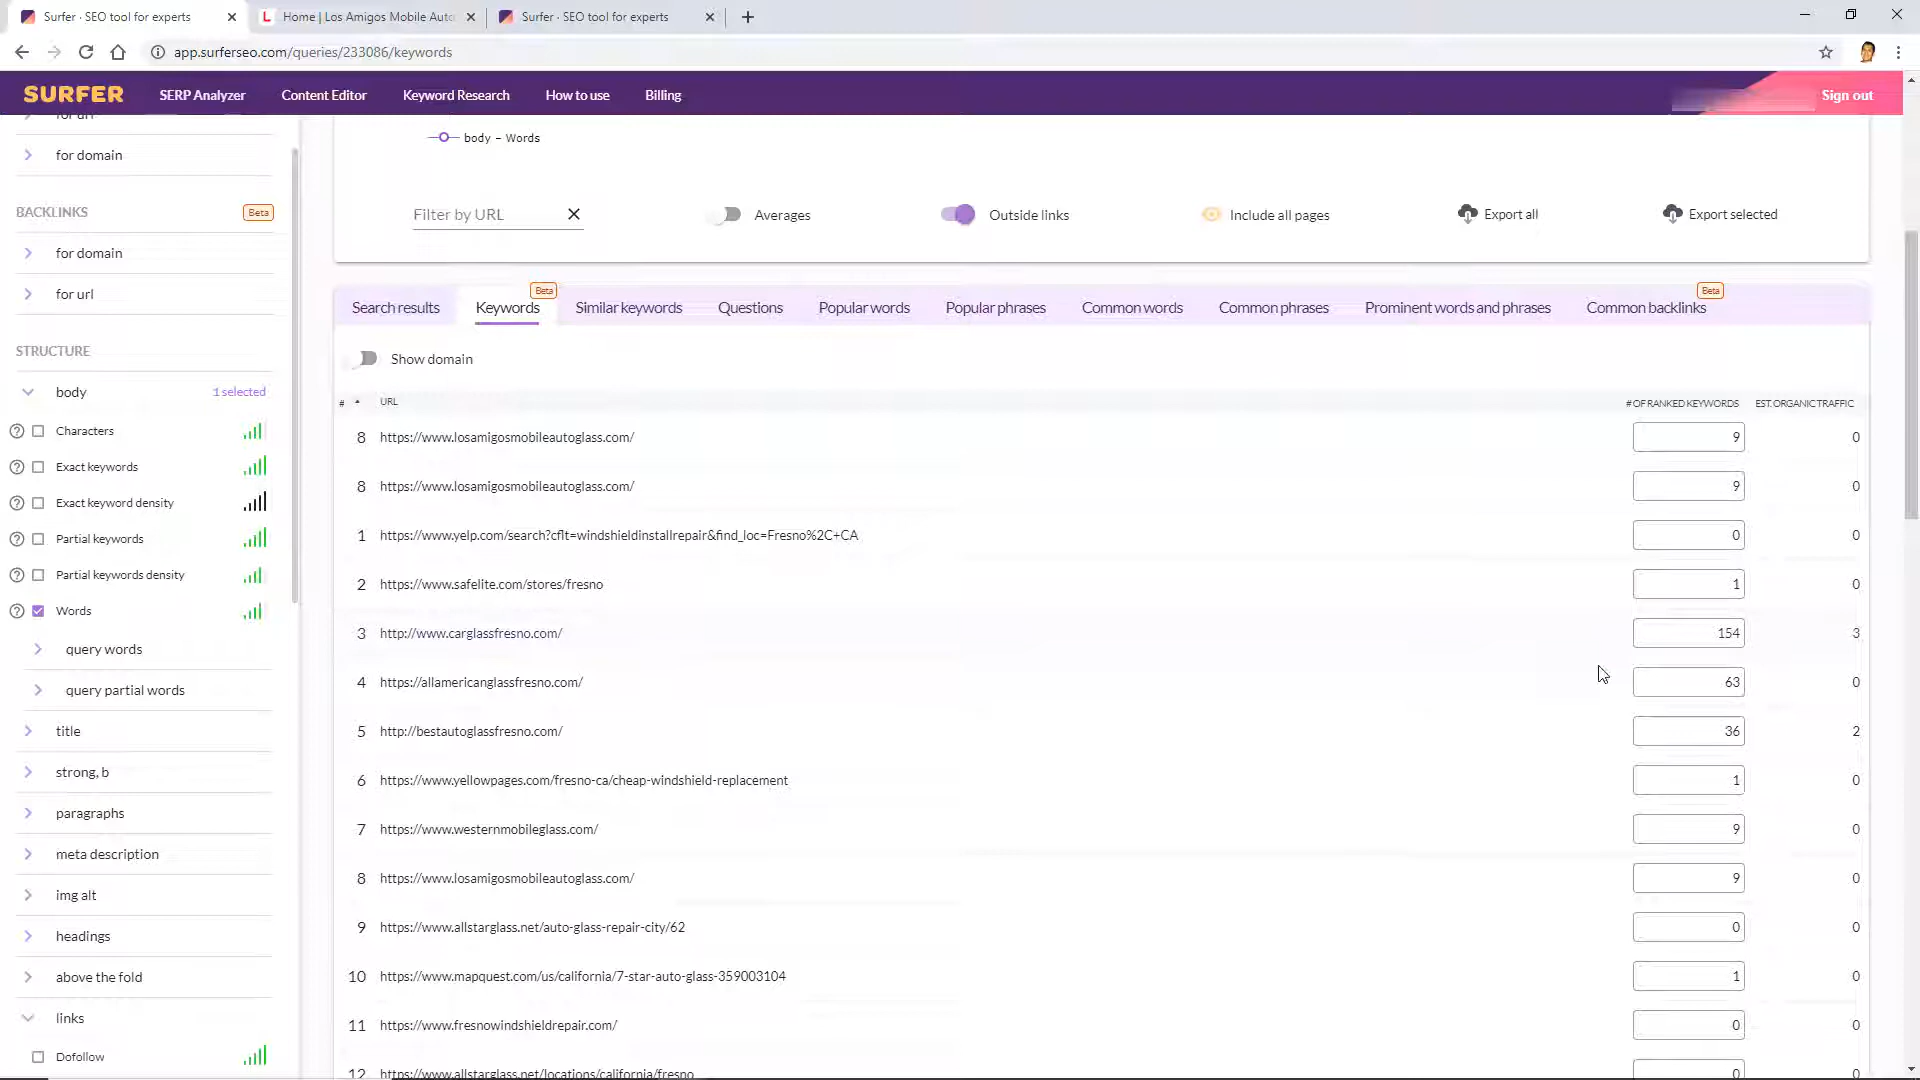 Surfer · SEO tool for experts
Home | Los Amigos Mobile Auto
Surfer · SEO tool for experts
app.surferseo.com/queries/233086/keywords
SURFER
SERP Analyzer
Content Editor
Keyword Research
How to use
Billing
Sign out
for url
for domain
BACKLINKS
Beta
for domain
for url
STRUCTURE
body
1 selected
Characters
Exact keywords
Exact keyword density
Partial keywords
Partial keywords density
Words
query words
query partial words
title
strong, b
paragraphs
meta description
img alt
headings
above the fold
links
Dofollow
body – Words
Filter by URL
Averages
Outside links
Include all pages
Export all
Export selected
Search results
Keywords
Beta
Similar keywords
Questions
Popular words
Popular phrases
Common words
Common phrases
Prominent words and phrases
Common backlinks
Beta
Show domain
# URL # OF RANKED KEYWORDS EST. ORGANIC TRAFFIC
8 https://www.losamigosmobileautoglass.com/ 9 0
8 https://www.losamigosmobileautoglass.com/ 9 0
1 https://www.yelp.com/search?cflt=windshieldinstallrepair&find_loc=Fresno%2C+CA 0 0
2 https://www.safelite.com/stores/fresno 1 0
3 http://www.carglassfresno.com/ 154 3
4 https://allamericanglassfresno.com/ 63 0
5 http://bestautoglassfresno.com/ 36 2
6 https://www.yellowpages.com/fresno-ca/cheap-windshield-replacement 1 0
7 https://www.westernmobileglass.com/ 9 0
8 https://www.losamigosmobileautoglass.com/ 9 0
9 https://www.allstarglass.net/auto-glass-repair-city/62 0 0
10 https://www.mapquest.com/us/california/7-star-auto-glass-359003104 1 0
11 https://www.fresnowindshieldrepair.com/ 0 0
12 https://www.allstarglass.net/locations/california/fresno 0 0